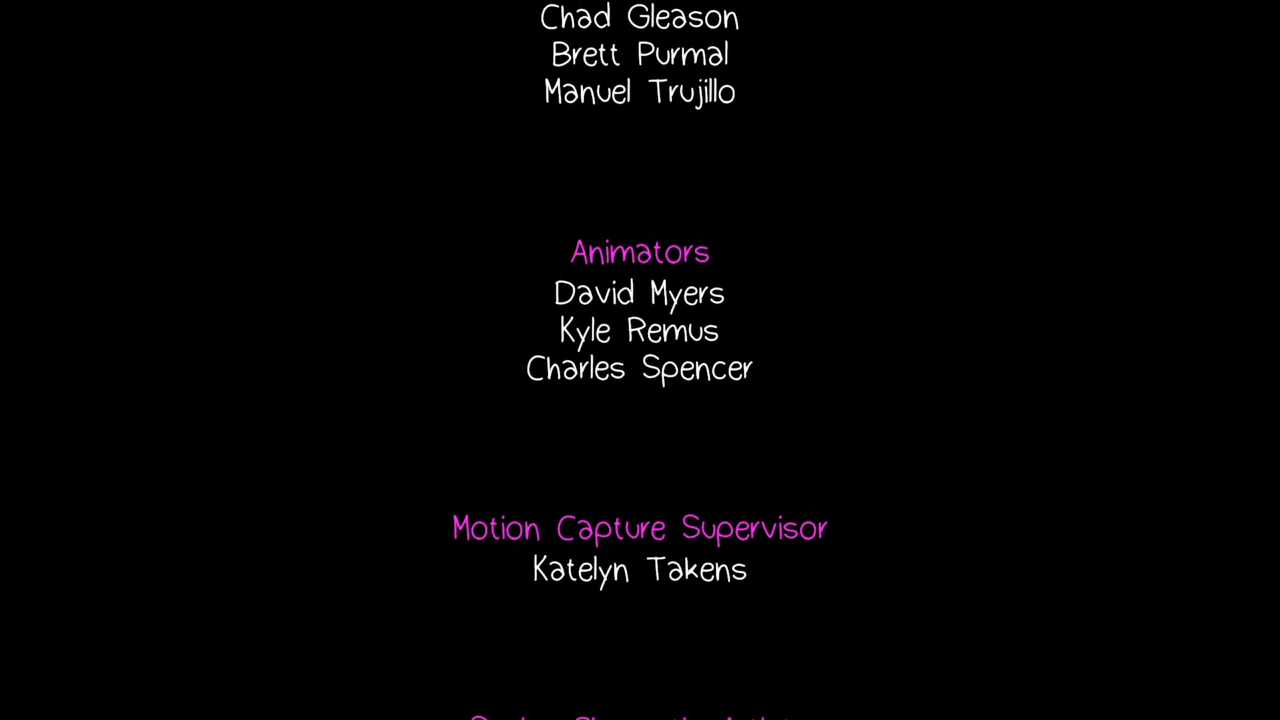 Chad Gleason
Brett Purmal
Manuel Trujillo
Animators
David Myers
Kyle Remus
Charles Spencer
Motion Capture Supervisor
Katelyn Takens